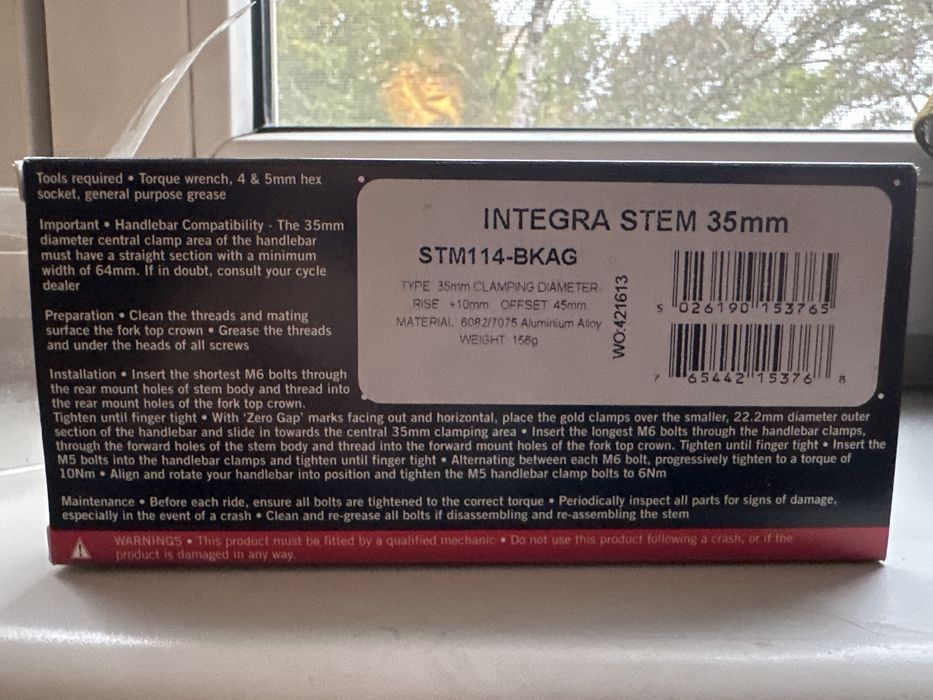 Tools required • Torque wrench, 4 & 5mm hex
socket, general purpose grease
Important • Handlebar Compatibility - The 35mm
diameter central clamp area of the handlebar
must have a straight section with a minimum
width of 64mm. If in doubt, consult your cycle
dealer
Preparation • Clean the threads and mating
surface the fork top crown • Grease the threads
and under the heads of all screws
Installation • Insert the shortest M6 bolts through
the rear mount holes of stem body and thread into
the rear mount holes of the fork top crown.
Tighten until finger tight • With 'Zero Gap' marks facing out and horizontal, place the gold clamps over the smaller, 22.2mm diameter outer
section of the handlebar and slide in towards the central 35mm clamping area • Insert the longest M6 bolts through the handlebar clamps,
through the forward holes of the stem body and thread into the forward mount holes of the fork top crown. Tighten until finger tight • Insert the
M5 bolts into the handlebar clamps and tighten until finger tight • Alternating between each M6 bolt, progressively tighten to a torque of
10Nm • Align and rotate your handlebar into position and tighten the M5 handlebar clamp bolts to 6Nm
Maintenance • Before each ride, ensure all bolts are tightened to the correct torque • Periodically inspect all parts for signs of damage,
especially in the event of a crash • Clean and re-grease all bolts if disassembling and re-assembling the stem
WARNINGS • This product must be fitted by a qualified mechanic • Do not use this product following a crash, or if the
product is damaged in any way.
INTEGRA STEM 35mm
STM114-BKAG
TYPE 35mm CLAMPING DIAMETER
RISE +10mm OFFSET 45mm
MATERIAL 6082/7075 Aluminium Alloy
WEIGHT 156g
WO:421613
5 026190 153765
7 65442 15376 8